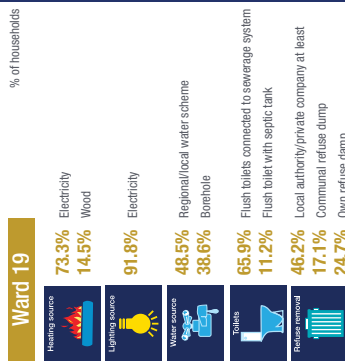 Ward 19
% of households
Heating source
73.3% Electricity
14.5% Wood
Lighting source
91.8% Electricity
Water source
48.5% Regional/local water scheme
38.6% Borehole
Toilets
65.9% Flush toilets connected to sewerage system
11.2% Flush toilet with septic tank
Refuse removal
46.2% Local authority/private company at least
17.1% Communal refuse dump
24.7% Own refuse dump